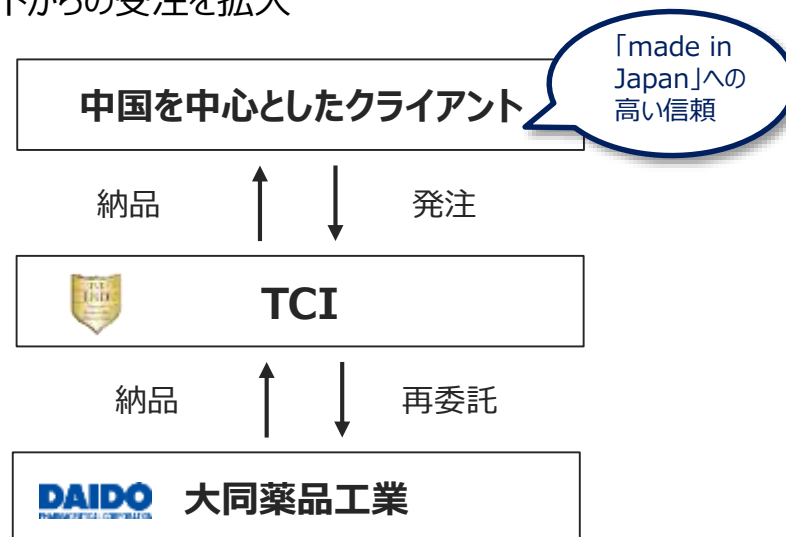 トからの受注を拡大
「made in
Japan」への
高い信頼
中国を中心としたクライアント
納品
発注
TCI
納品
再委託
DAIDO
大同薬品工業